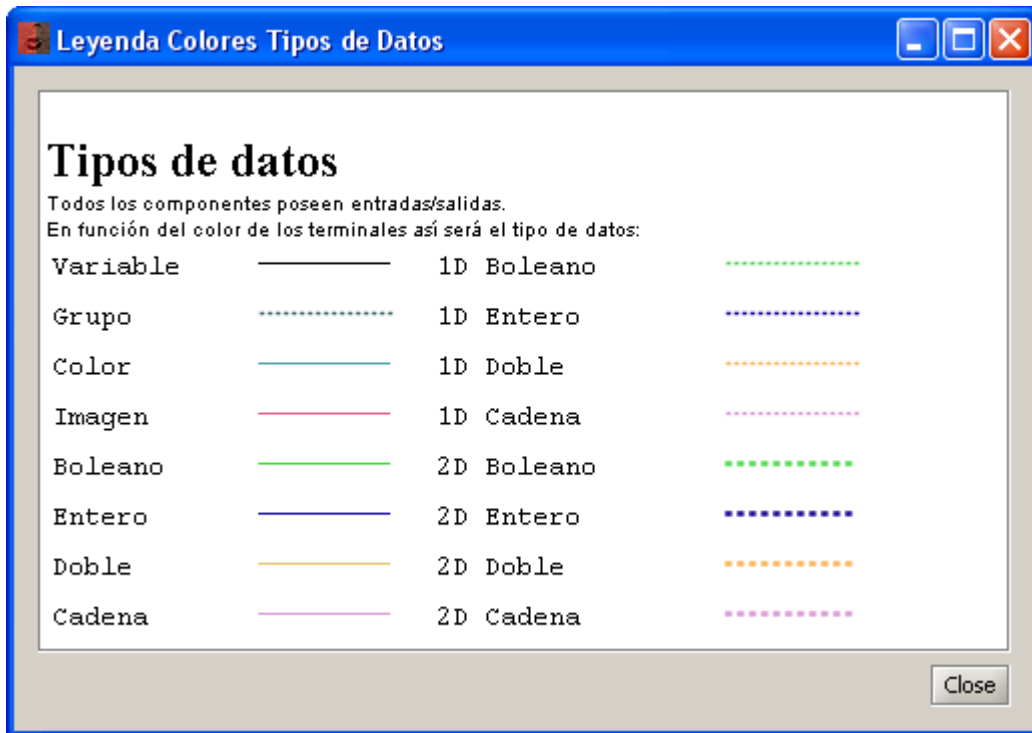 Leyenda Colores Tipos de Datos
Tipos de datos
Todos los componentes poseen entradas/salidas.
En función del color de los terminales así será el tipo de datos:
Variable 1D Boleano
Grupo 1D Entero
Color 1D Doble
Imagen 1D Cadena
Boleano 2D Boleano
Entero 2D Entero
Doble 2D Doble
Cadena 2D Cadena
Close